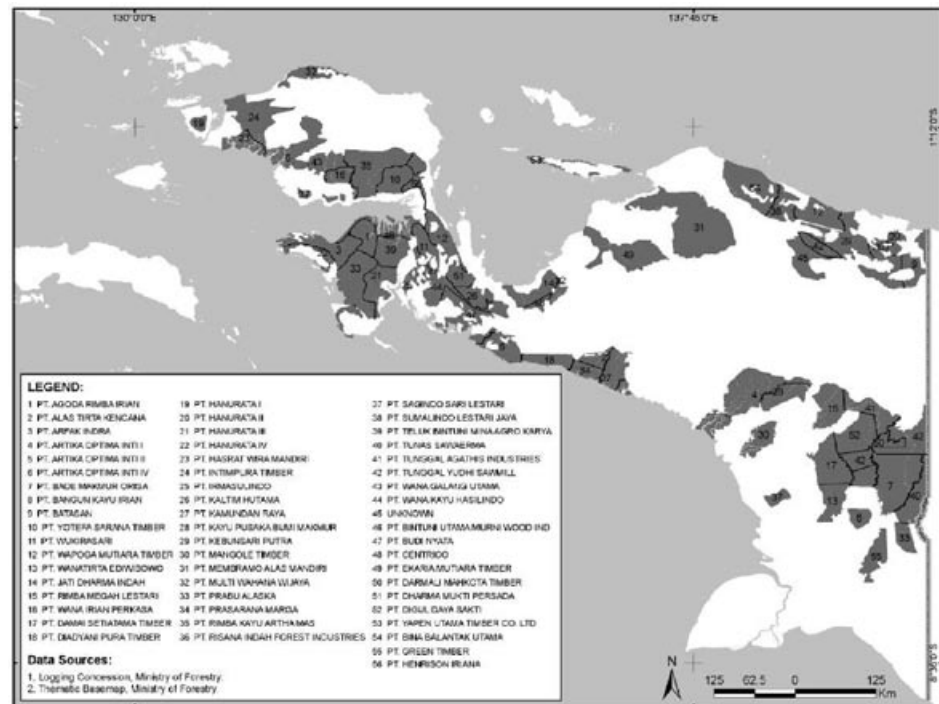 130°0'0"E
1°12'0"S
LEGEND:
1 PT. AGODA RIMBA IRIAN
2 PT. ALAS TIRTA KENCANA
3 PT. ARFAK INDRA
4 PT. ARTIKA OPTIMA INTI I
5 PT. ARTIKA OPTIMA INTI II
6 PT. ARTIKA OPTIMA INTI IV
7 PT. BADE MAKMUR ORISA
8 PT. BANGUN KAYU IRIAN
9 PT. BATASAN
10 PT. YOTEFA SARANA TIMBER
11 PT. WUKIRASARI
12 PT. WAPOGA MUTIARA TIMBER
13 PT. WANATIRTA EDIWIBOWO
14 PT. JATI DHARMA INDAH
15 PT. RIMBA MEGAH LESTARI
16 PT. WANA IRIAN PERKASA
17 PT. DAMAI SETIATAMA TIMBER
18 PT. DIADYANI PURA TIMBER
19 PT. HANURATA I
20 PT. HANURATA II
21 PT. HANURATA III
22 PT. HANURATA IV
23 PT. HASRAT WIRA MANDIRI
24 PT. INTIMPURA TIMBER
25 PT. IRMASULINDO
26 PT. KALTIM HUTAMA
27 PT. KAMUNDAN RAYA
28 PT. KAYU PUSAKA BUMI MAKMUR
29 PT. KEBUNSARI PUTRA
30 PT. MANGOLE TIMBER
31 PT. MEMBRAMO ALAS MANDIRI
32 PT. MULTI WAHANA WIJAYA
33 PT. PRABU ALASKA
34 PT. PRASARANA MARGA
35 PT. RIMBA KAYU ARTHA MAS
36 PT. RISANA INDAH FOREST INDUSTRIES
37 PT. SAGINDO SARI LESTARI
38 PT. SUMALINDO LESTARI JAYA
39 PT. TELUK BINTUNI MINA AGRO KARYA
40 PT. TUNAS SAWAERMA
41 PT. TUNGGAL AGATHIS INDUSTRIES
42 PT. TUNGGAL YUDHI SAWMILL
43 PT. WANA GALANG UTAMA
44 PT. WANA KAYU HASILINDO
45 UNKNOWN
46 PT. BINTUNI UTAMA MURNI WOOD IND
47 PT. BUDI NYATA
48 PT. CENTRICO
49 PT. EKARIA MUTIARA TIMBER
50 PT. DARMALI MAHKOTA TIMBER
51 PT. DHARMA MUKTI PERSADA
52 PT. DIGUL DAYA SAKTI
53 PT. YAPEN UTAMA TIMBER CO. LTD
54 PT. BINA BALANTAK UTAMA
55 PT. GREEN TIMBER
56 PT. HENRISON IRIANA
Data Sources:
1. Logging Concession, Ministry of Forestry.
2. Thematic Basemap, Ministry of Forestry.
N
125 62.5 0 125
Km